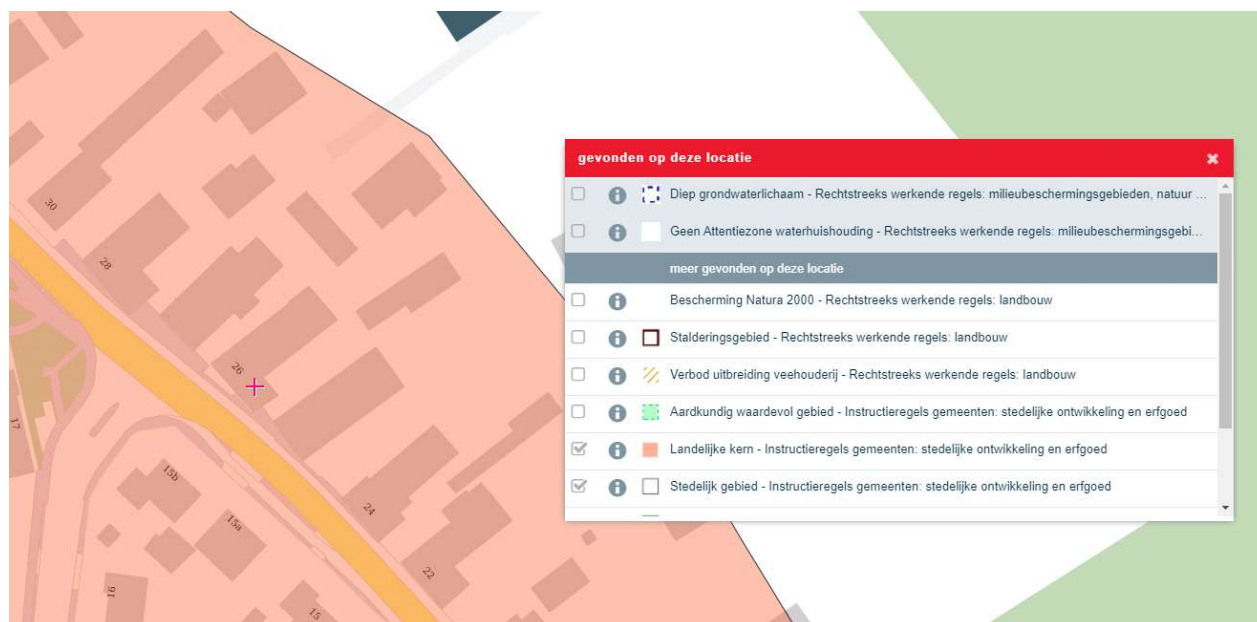 gevonden op deze locatie
Diep grondwaterlichaam - Rechtstreeks werkende regels: milieubeschermingsgebieden, natuur ...
Geen Attentiezone waterhuishouding - Rechtstreeks werkende regels: milieubeschermingsgebi...
meer gevonden op deze locatie
Bescherming Natura 2000 - Rechtstreeks werkende regels: landbouw
Stalderingsgebied - Rechtstreeks werkende regels: landbouw
Verbod uitbreiding veehouderij - Rechtstreeks werkende regels: landbouw
Aardkundig waardevol gebied - Instructieregels gemeenten: stedelijke ontwikkeling en erfgoed
Landelijke kern - Instructieregels gemeenten: stedelijke ontwikkeling en erfgoed
Stedelijk gebied - Instructieregels gemeenten: stedelijke ontwikkeling en erfgoed
30
28
26
17
15b
24
15a
22
16
15